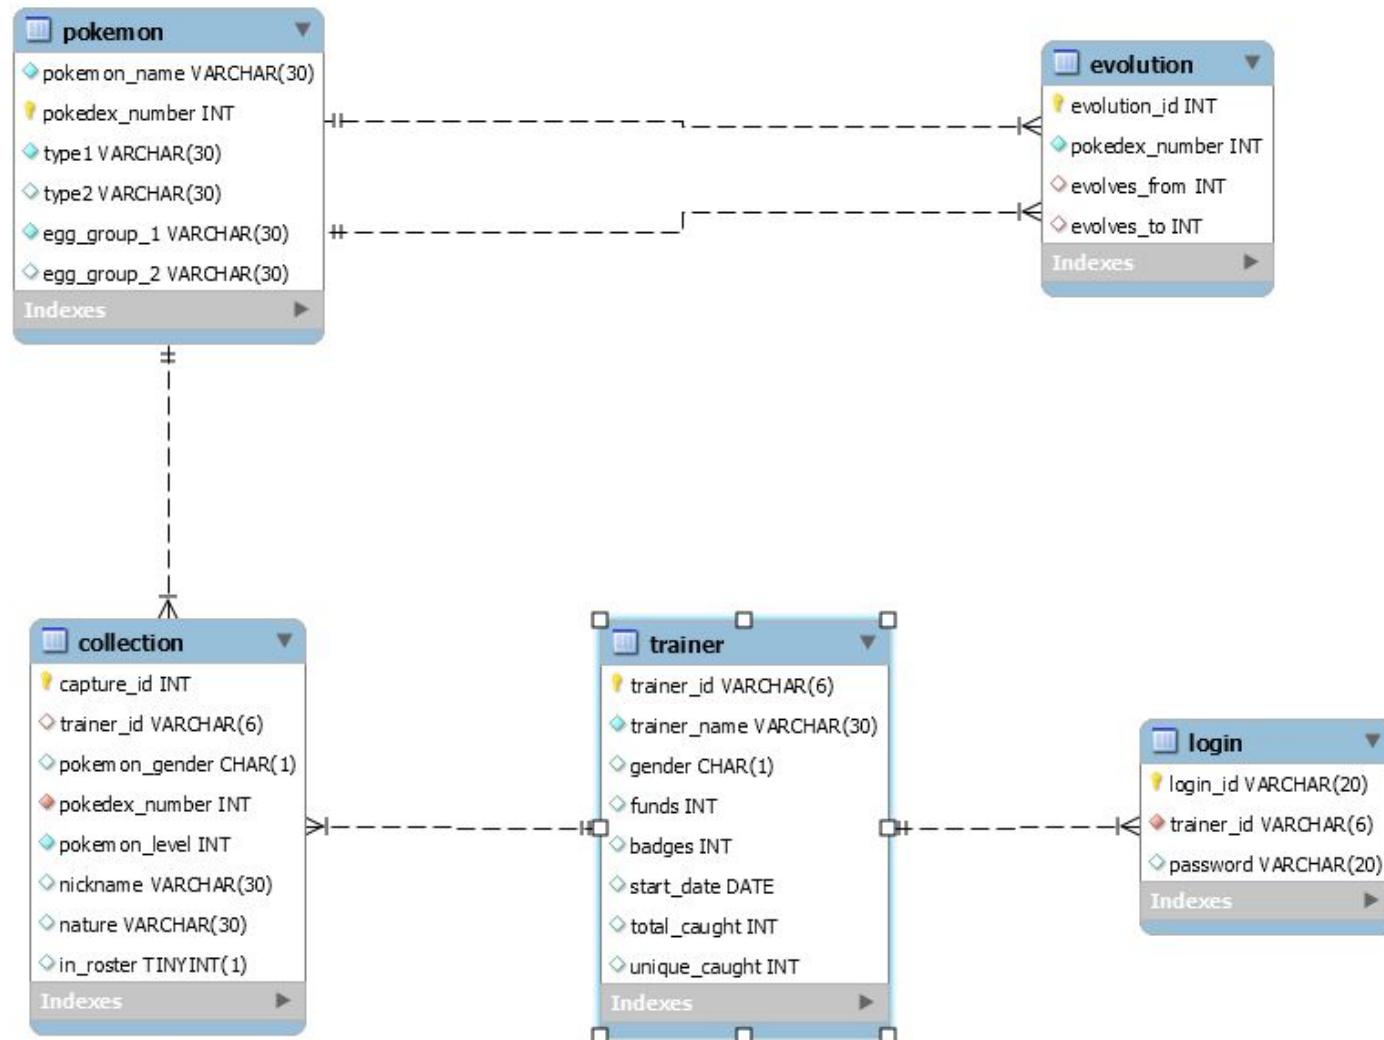 pokemon
pokemon_name VARCHAR(30)
pokedex_number INT
type1 VARCHAR(30)
type2 VARCHAR(30)
egg_group_1 VARCHAR(30)
egg_group_2 VARCHAR(30)
Indexes
evolution
evolution_id INT
pokedex_number INT
evolves_from INT
evolves_to INT
Indexes
collection
capture_id INT
trainer_id VARCHAR(6)
pokemon_gender CHAR(1)
pokedex_number INT
pokemon_level INT
nickname VARCHAR(30)
nature VARCHAR(30)
in_roster TINYINT(1)
Indexes
trainer
trainer_id VARCHAR(6)
trainer_name VARCHAR(30)
gender CHAR(1)
funds INT
badges INT
start_date DATE
total_caught INT
unique_caught INT
Indexes
login
login_id VARCHAR(20)
trainer_id VARCHAR(6)
password VARCHAR(20)
Indexes